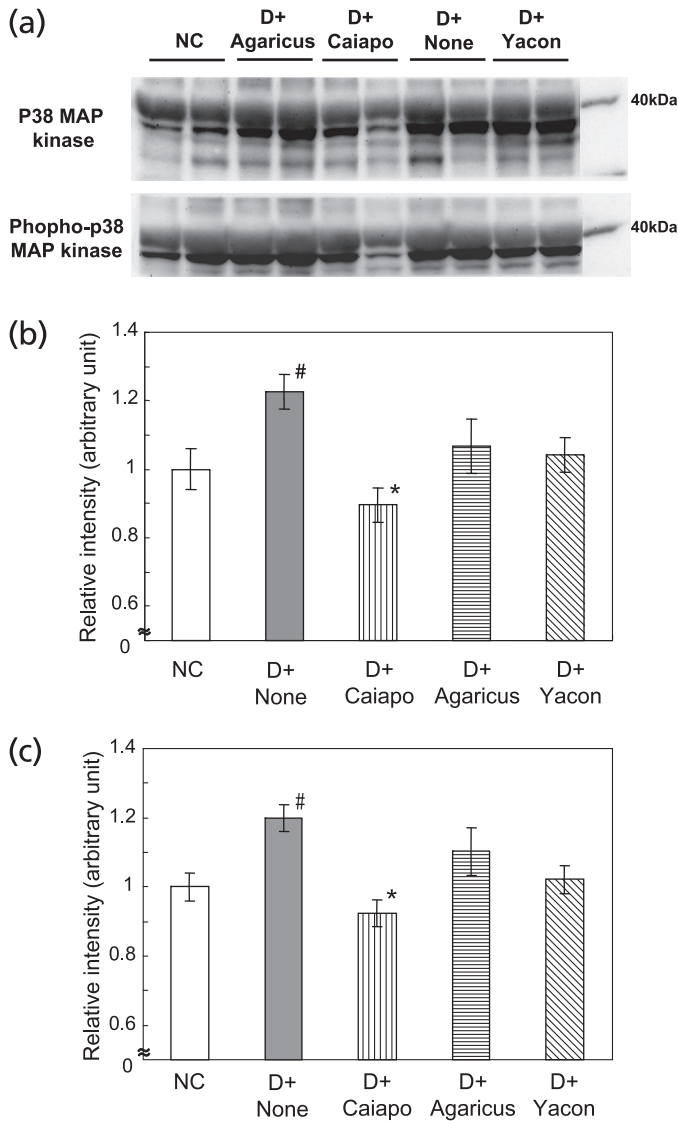 (a)
NC
D+
Agaricus
D+
Caiapo
D+
None
D+
Yacon
P38 MAP
kinase
40kDa
Phopho-p38
MAP kinase
40kDa
(b)
Relative intensity (arbitrary unit)
1.4
1.2
1
0.8
0.6
0
#
*
NC
D+
None
D+
Caiapo
D+
Agaricus
D+
Yacon
(c)
Relative intensity (arbitrary unit)
1.4
1.2
1
0.8
0.6
0
#
*
NC
D+
None
D+
Caiapo
D+
Agaricus
D+
Yacon